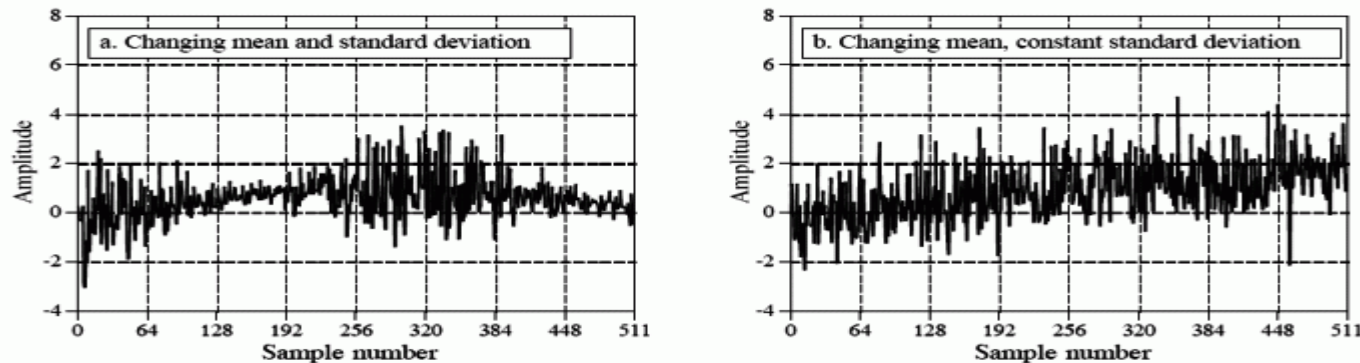 a. Changing mean and standard deviation
8
6
4
2
0
-2
-4
Amplitude
0 64 128 192 256 320 384 448 511
Sample number
b. Changing mean, constant standard deviation
8
6
4
2
0
-2
-4
Amplitude
0 64 128 192 256 320 384 448 511
Sample number